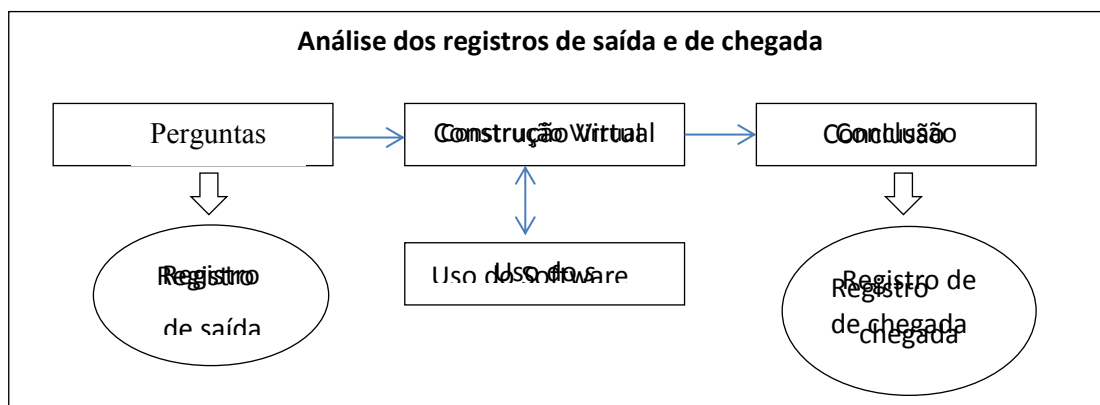 Análise dos registros de saída e de chegada
Perguntas
Construção Virtual
Conclusão
Registro
de saída
Uso do Software
Registro de
chegada